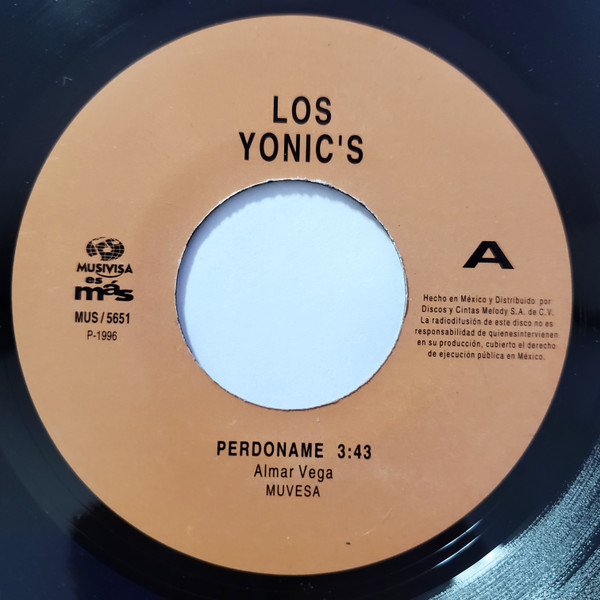 LOS
YONIC'S
MUSIVISA
es
más
MUS / 5651
P-1996
A
Hecho en México y Distribuido por
Discos y Cintas Melody S.A. de C.V.
La radiodifusión de este disco no es
responsabilidad de quienesintervienen
en su producción, cubierto el derecho
de ejecución pública en México.
PERDONAME 3:43
Almar Vega
MUVESA